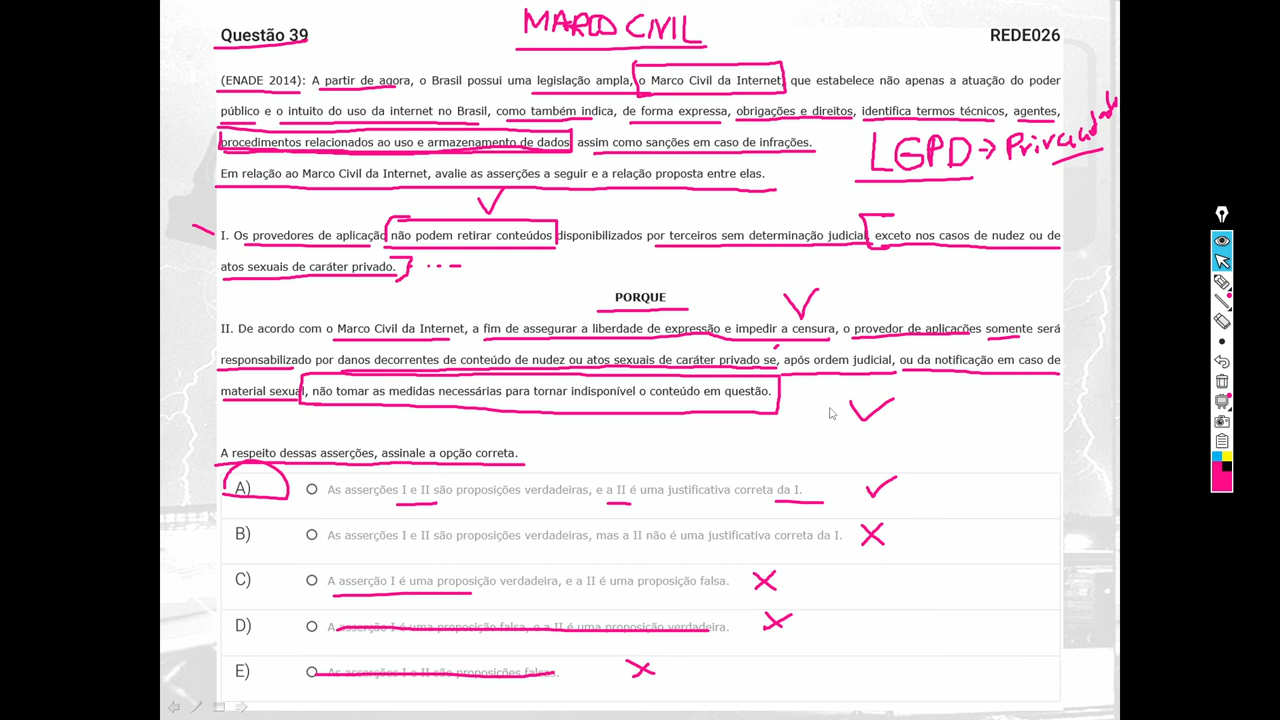 MARCO CIVIL
Questão 39
REDE026
(ENADE 2014): A partir de agora, o Brasil possui uma legislação ampla, o Marco Civil da Internet, que estabelece não apenas a atuação do poder
público e o intuito do uso da internet no Brasil, como também indica, de forma expressa, obrigações e direitos, identifica termos técnicos, agentes,
procedimentos relacionados ao uso e armazenamento de dados, assim como sanções em caso de infrações.
LGPD → Privacidade
Em relação ao Marco Civil da Internet, avalie as asserções a seguir e a relação proposta entre elas.
I. Os provedores de aplicação não podem retirar conteúdos disponibilizados por terceiros sem determinação judicial, exceto nos casos de nudez ou de
atos sexuais de caráter privado.
PORQUE
II. De acordo com o Marco Civil da Internet, a fim de assegurar a liberdade de expressão e impedir a censura, o provedor de aplicações somente será
responsabilizado por danos decorrentes de conteúdo de nudez ou atos sexuais de caráter privado se, após ordem judicial, ou da notificação em caso de
material sexual, não tomar as medidas necessárias para tornar indisponível o conteúdo em questão.
A respeito dessas asserções, assinale a opção correta.
A) As asserções I e II são proposições verdadeiras, e a II é uma justificativa correta da I.
B) As asserções I e II são proposições verdadeiras, mas a II não é uma justificativa correta da I.
C) A asserção I é uma proposição verdadeira, e a II é uma proposição falsa.
D) A asserção I é uma proposição falsa, e a II é uma proposição verdadeira.
E) As asserções I e II são proposições falsas.